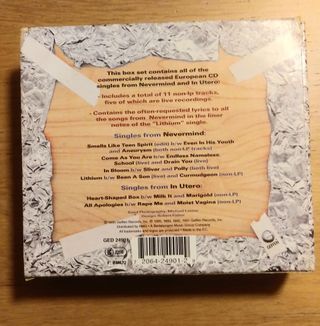 This box set contains all of the
commercially released European CD
singles from Nevermind and In Utero:
- Includes a total of 11 non-lp tracks,
five of which are live recordings.
- Contains the often-requested lyrics to all
the songs from Nevermind in the liner
notes of the "Lithium" single.
Singles from Nevermind:
Smells Like Teen Spirit (edit) b/w Even In His Youth
and Aneurysm (both non-LP tracks)
Come As You Are b/w Endless Nameless
School (live) and Drain You (live)
In Bloom b/w Sliver and Polly (both live)
Lithium b/w Been A Son (live) and Curmudgeon (non-LP)
Singles from In Utero:
Heart-Shaped Box b/w Milk It and Marigold (non-LP)
All Apologies b/w Rape Me and Moist Vagina (non-LP)
GED 24901
GEFFEN
7 20642-4901-2